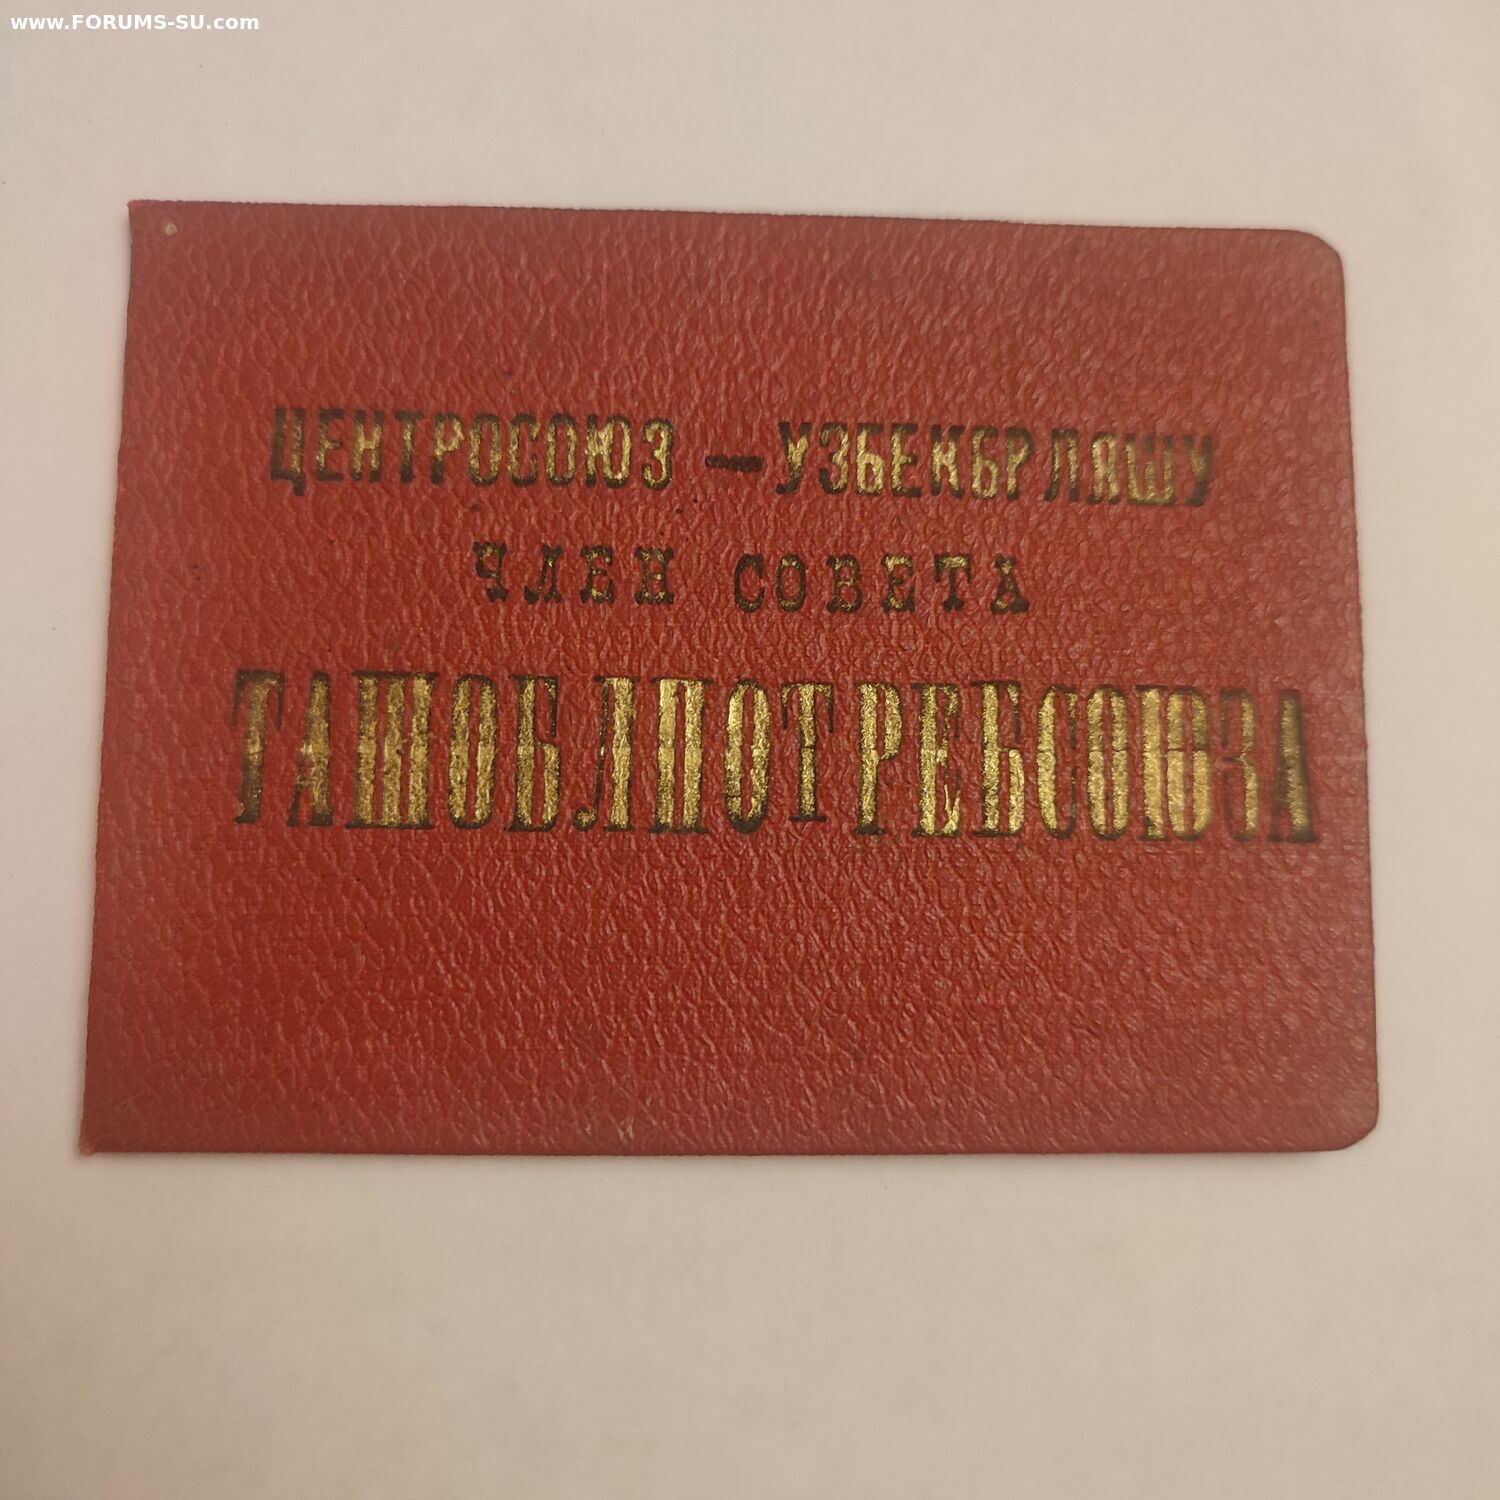 www.FORUMS-SU.com
ЦЕНТРОСОЮЗ — УЗБЕКБРЛЯШУ
ЧЛЕН СОВЕТА
ТАШОБЛПОТРЕБСОЮЗА